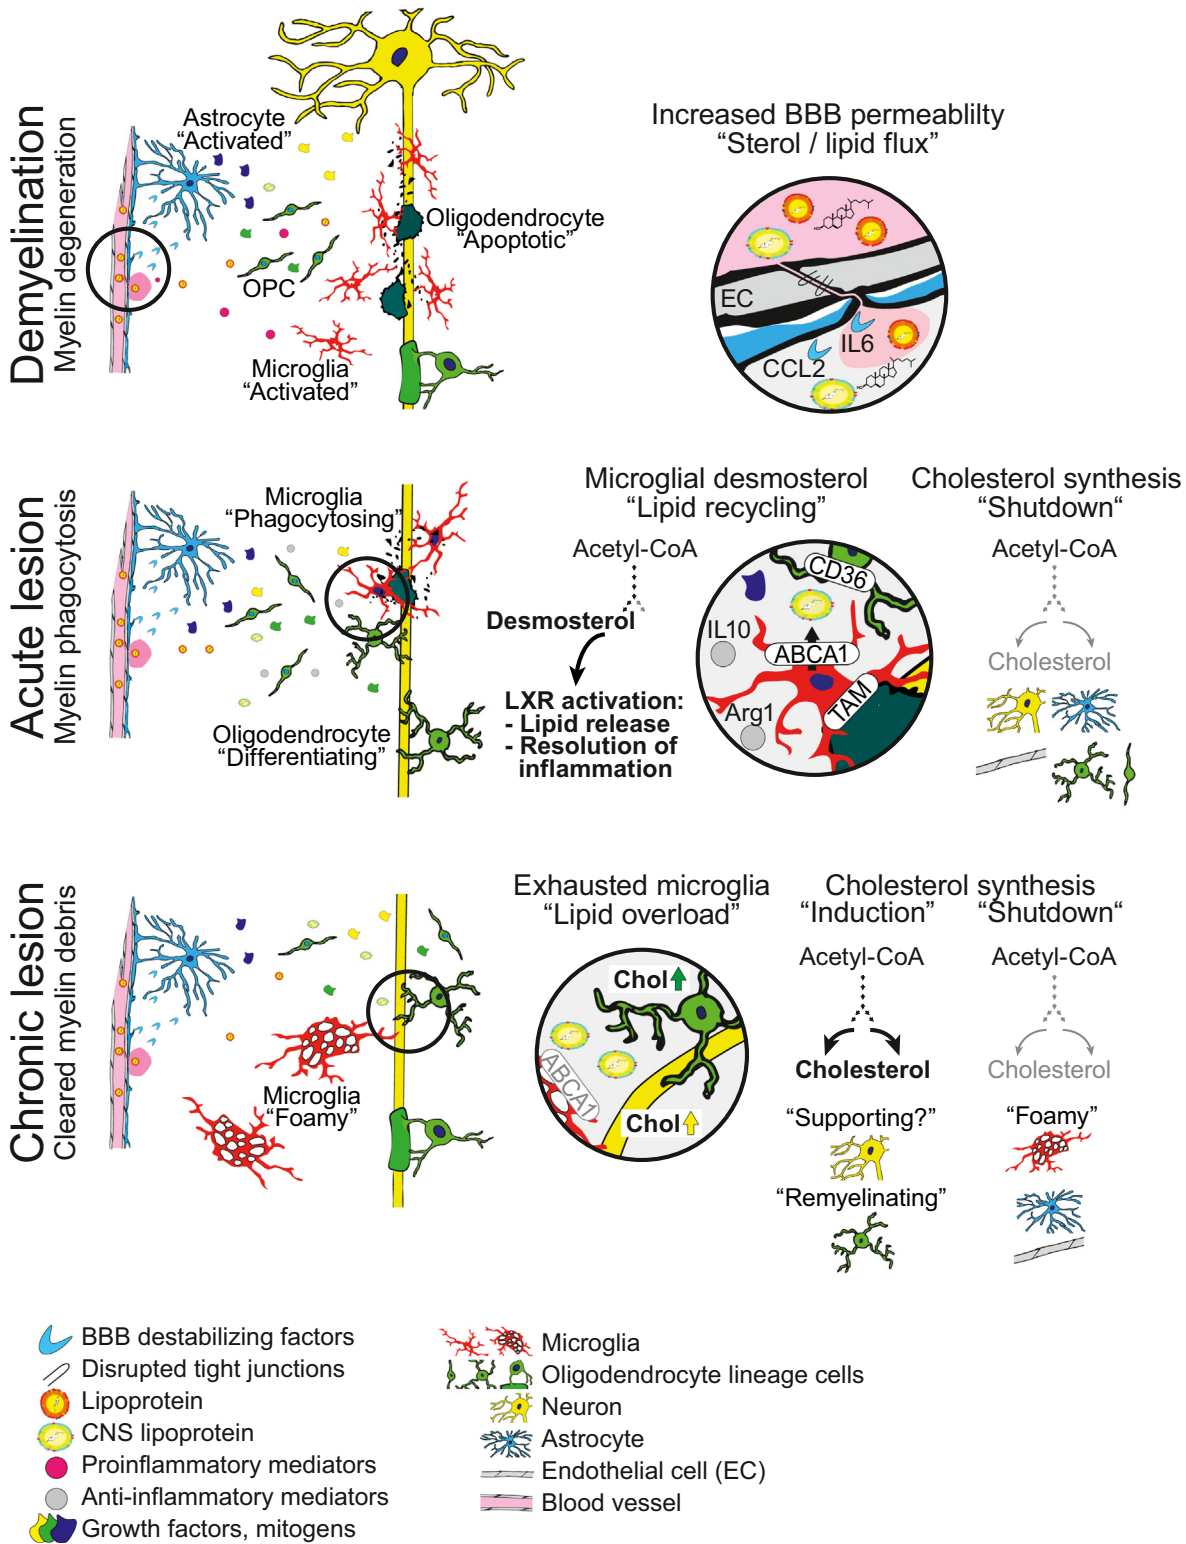 Demyelination
Myelin degeneration
Astrocyte
“Activated”
Oligodendrocyte
“Apoptotic”
OPC
Microglia
“Activated”
Increased BBB permeablilty
“Sterol / lipid flux”
HO
EC
IL6
CCL2
HO
Acute lesion
Myelin phagocytosis
Microglia
“Phagocytosing”
Oligodendrocyte
“Differentiating”
Microglial desmosterol
“Lipid recycling”
Acetyl-CoA
Desmosterol
LXR activation:
- Lipid release
- Resolution of
inflammation
CD36
IL10
ABCA1
TAM
Arg1
Cholesterol synthesis
“Shutdown“
Acetyl-CoA
Cholesterol
Chronic lesion
Cleared myelin debris
Microglia
“Foamy”
Exhausted microglia
“Lipid overload”
Chol
ABCA1
Chol
Cholesterol synthesis
“Induction”
“Shutdown“
Acetyl-CoA
Acetyl-CoA
Cholesterol
Cholesterol
“Supporting?”
“Foamy”
“Remyelinating”
BBB destabilizing factors
Disrupted tight junctions
Lipoprotein
CNS lipoprotein
Proinflammatory mediators
Anti-inflammatory mediators
Growth factors, mitogens
Microglia
Oligodendrocyte lineage cells
Neuron
Astrocyte
Endothelial cell (EC)
Blood vessel